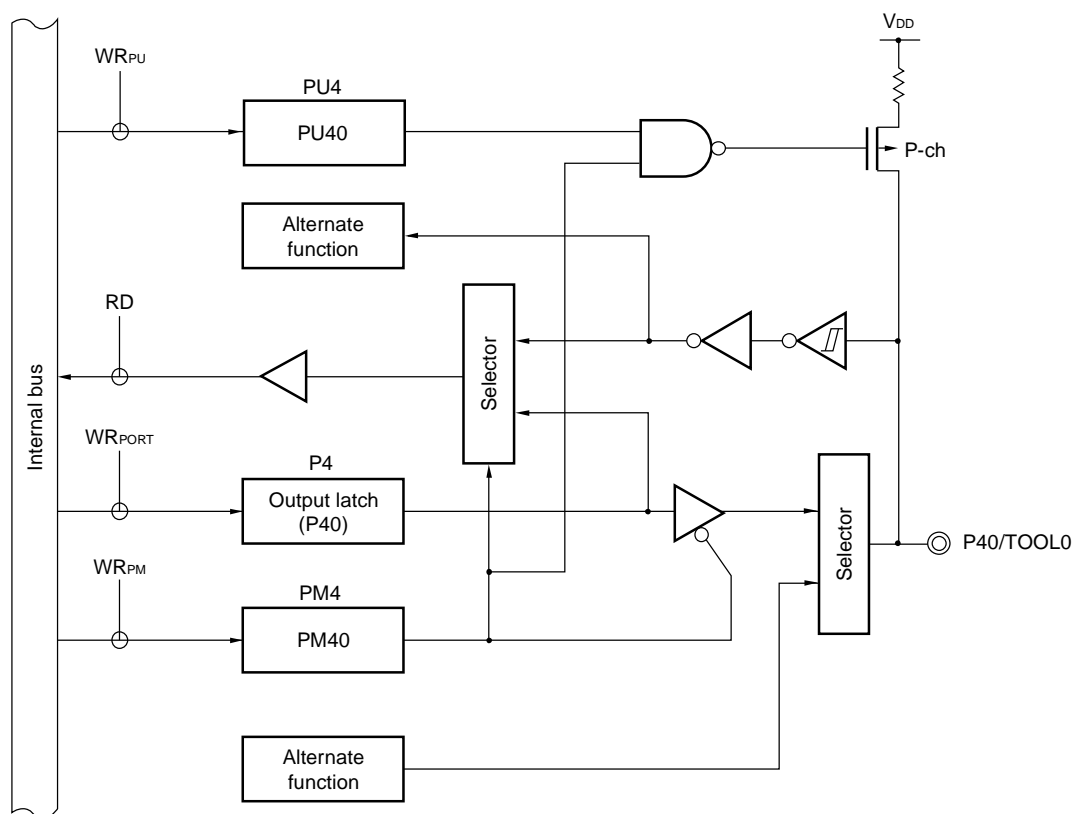 VDD
WRPU
PU4
PU40
P-ch
Alternate
function
RD
Selector
Internal bus
WRPORT
P4
Output latch
(P40)
Selector
P40/TOOL0
WRPM
PM4
PM40
Alternate
function